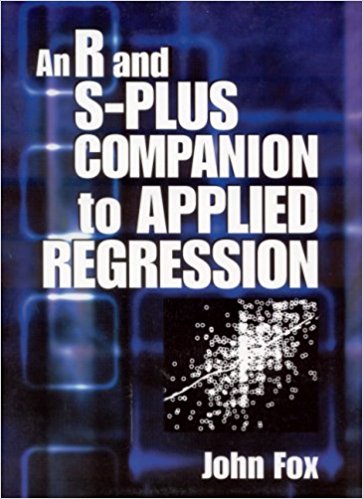 An R and
S-PLUS
COMPANION
to APPLIED
REGRESSION
John Fox